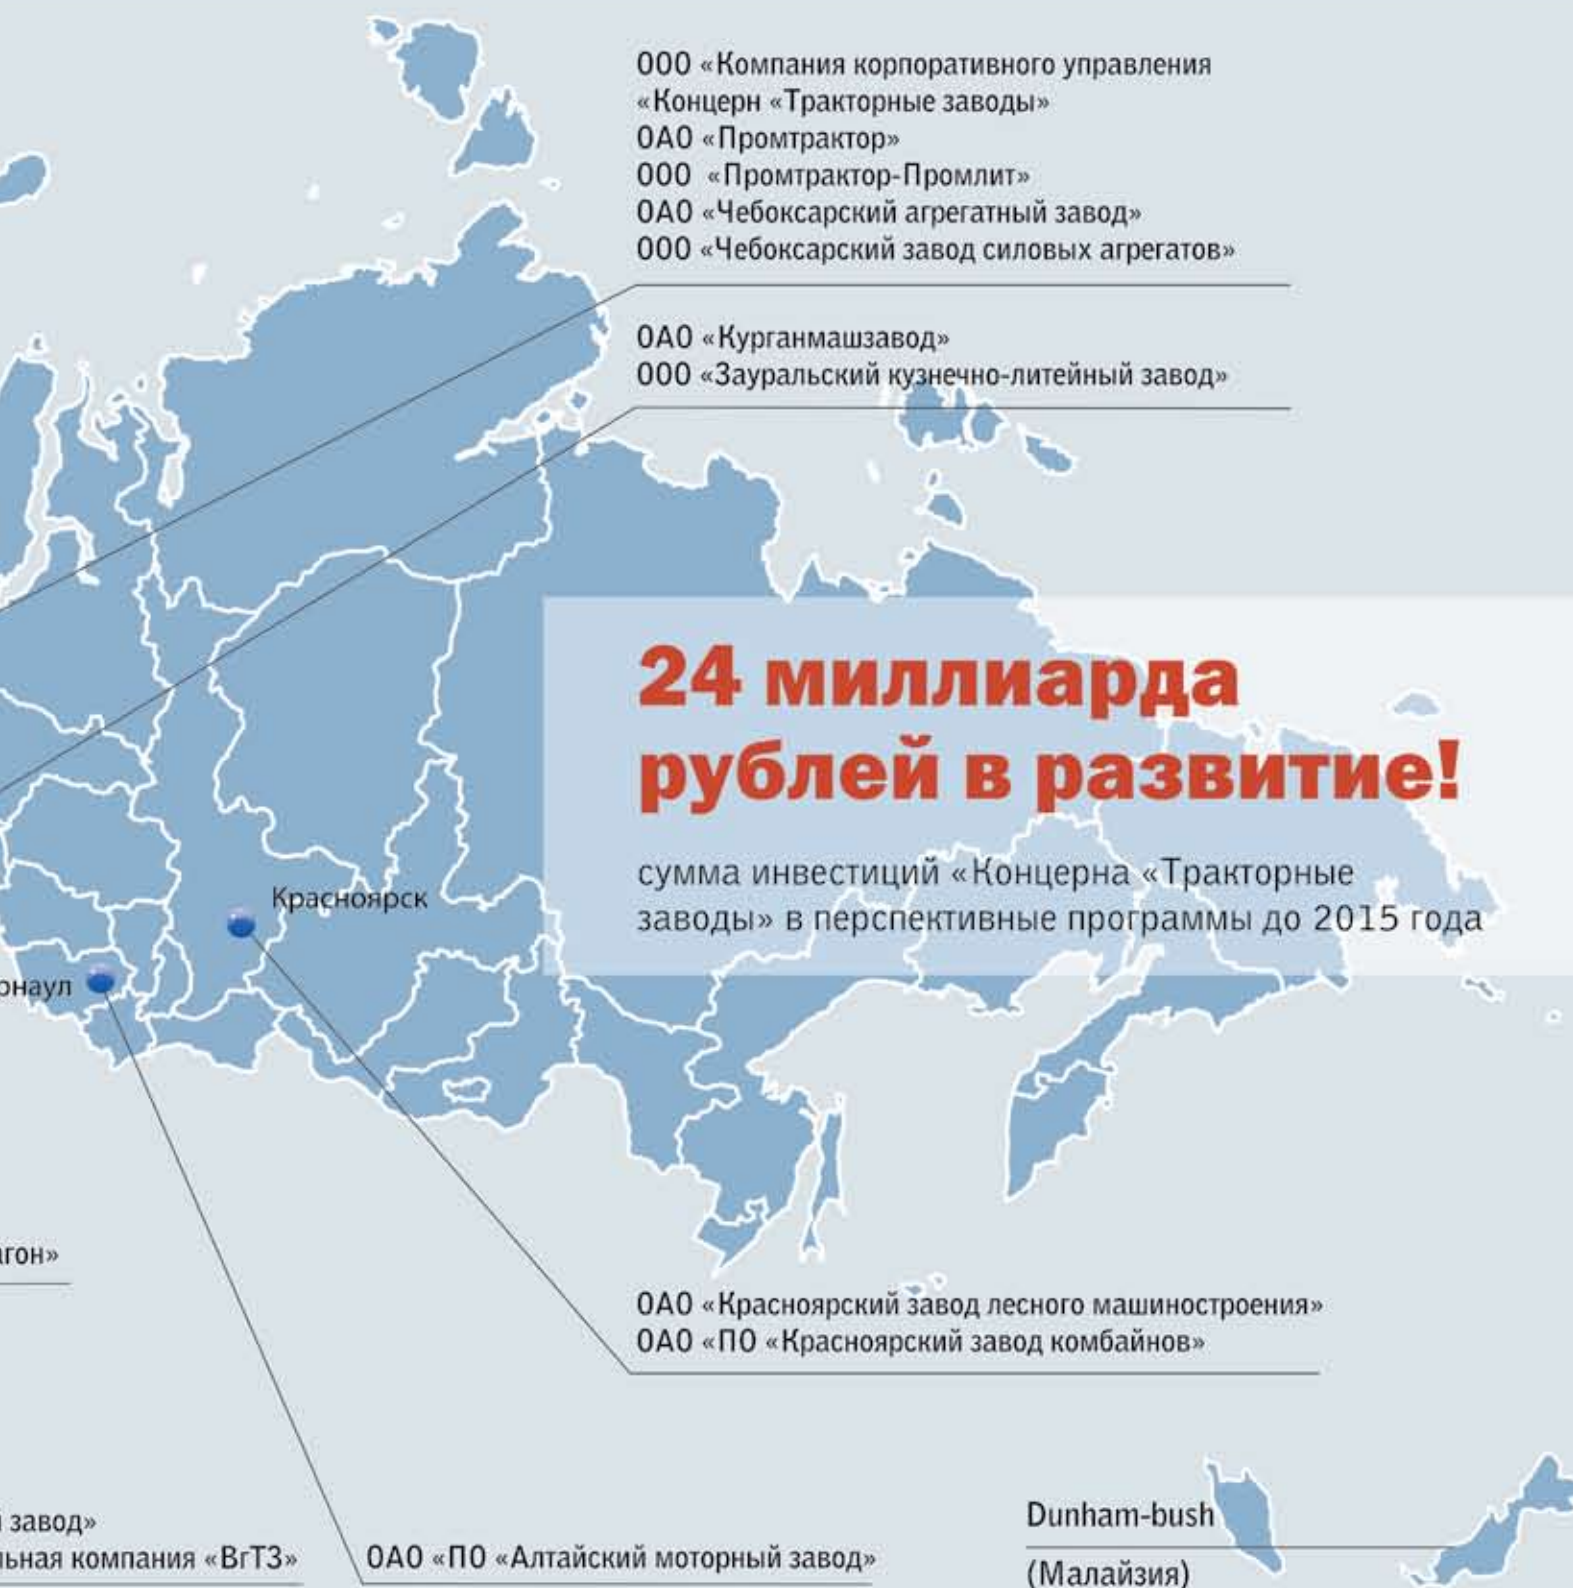 ООО «Компания корпоративного управления
«Концерн «Тракторные заводы»
ОАО «Промтрактор»
ООО «Промтрактор-Промлит»
ОАО «Чебоксарский агрегатный завод»
ООО «Чебоксарский завод силовых агрегатов»
ОАО «Курганмашзавод»
ООО «Зауральский кузнечно-литейный завод»
24 миллиарда
рублей в развитие!
сумма инвестиций «Концерна «Тракторные
заводы» в перспективные программы до 2015 года
Красноярск
ОАО «Красноярский завод лесного машиностроения»
ОАО «ПО «Красноярский завод комбайнов»
завод»
компания «ВгТЗ»
ОАО «ПО «Алтайский моторный завод»
Dunham-bush
(Малайзия)